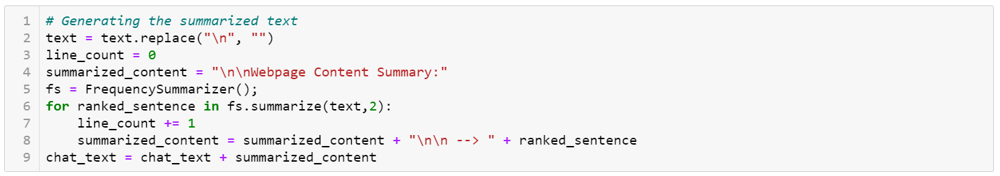 1 # Generating the summarized text
2 text = text.replace("\n", "")
3 line_count = 0
4 summarized_content = "\n\nWebpage Content Summary:"
5 fs = FrequencySummarizer();
6 for ranked_sentence in fs.summarize(text,2):
7     line_count += 1
8     summarized_content = summarized_content + "\n\n --> " + ranked_sentence
9 chat_text = chat_text + summarized_content